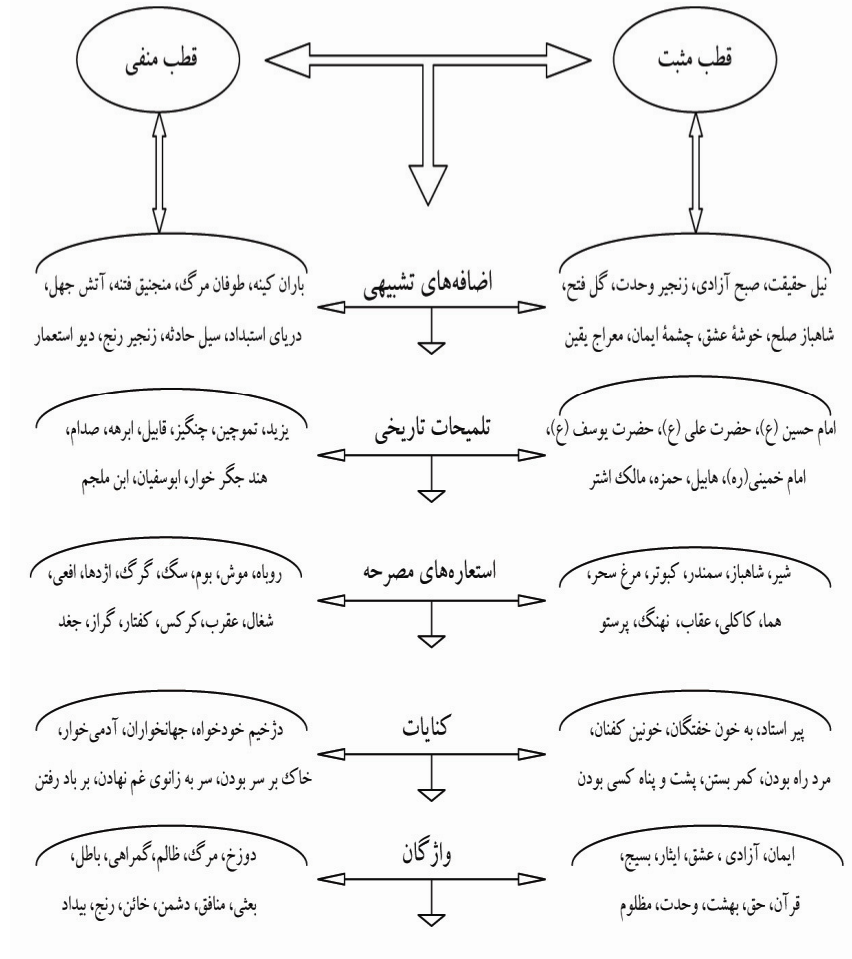 قطب مثبت
قطب منفی
اضافه‌های تشبیهی
نیل حقیقت، صبح آزادی، زنجیر وحدت، گل فتح،
شاهباز صلح، خوشهٔ عشق، چشمهٔ ایمان، معراج یقین
باران کینه، طوفان مرگ، منجنیق فتنه، آتش جهل،
دریای استبداد، سیل حادثه، زنجیر رنج، دیو استعمار
تلمیحات تاریخی
امام حسین (ع)، حضرت علی (ع)، حضرت یوسف (ع)،
امام خمینی(ره)، هابیل، حمزه، مالک اشتر
یزید، تموچین، چنگیز، قابیل، ابرهه، صدام،
هند جگر خوار، ابوسفیان، ابن ملجم
استعاره‌های مصرحه
شیر، شاهباز، سمندر، کبوتر، مرغ سحر،
هما، کاکلی، عقاب، نهنگ، پرستو
روباه، موش، بوم، سگ، گرگ، اژدها، افعی،
شغال، عقرب، کرکس، کفتار، گراز، جغد
کنایات
پیر استاد، به خون خفتگان، خونین کفنان،
مرد راه بودن، کمر بستن، پشت و پناه کسی بودن
دژخیم خودخواه، جهانخواران، آدمی‌خوار،
خاک بر سر بودن، سر به زانوی غم نهادن، بر باد رفتن
واژگان
ایمان، آزادی ، عشق، ایثار، بسیج،
قرآن، حق، بهشت، وحدت، مظلوم
دوزخ، مرگ، ظالم،گمراهی، باطل،
بعثی، منافق، دشمن، خائن، رنج، بیداد